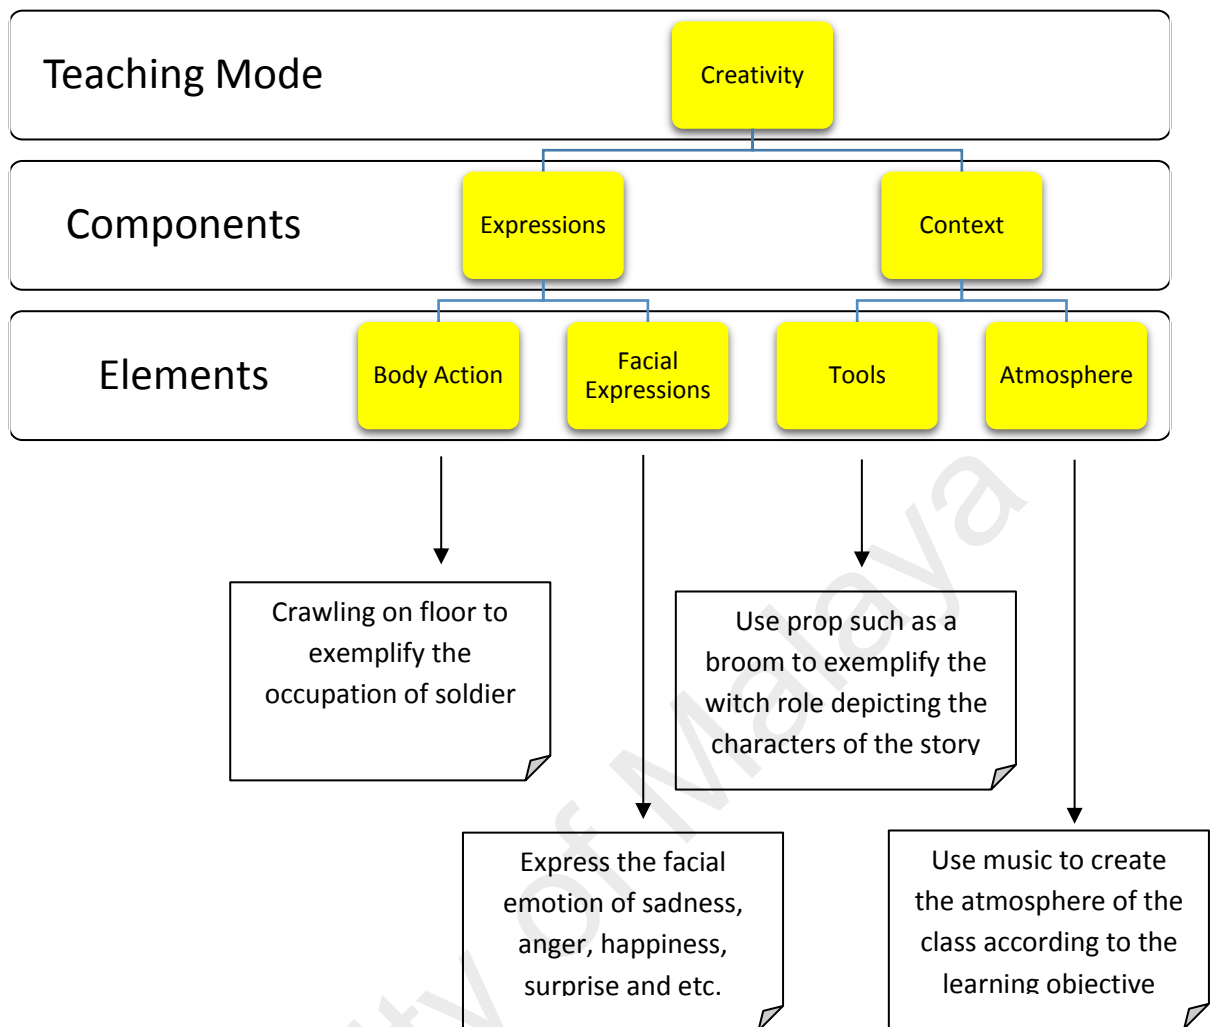 Teaching Mode
Creativity
Components
Expressions
Context
Elements
Body Action
Facial
Expressions
Tools
Atmosphere
Crawling on floor to
exemplify the
occupation of soldier
Use prop such as a
broom to exemplify the
witch role depicting the
characters of the story
Express the facial
emotion of sadness,
anger, happiness,
surprise and etc.
Use music to create
the atmosphere of the
class according to the
learning objective
ity of Malaya